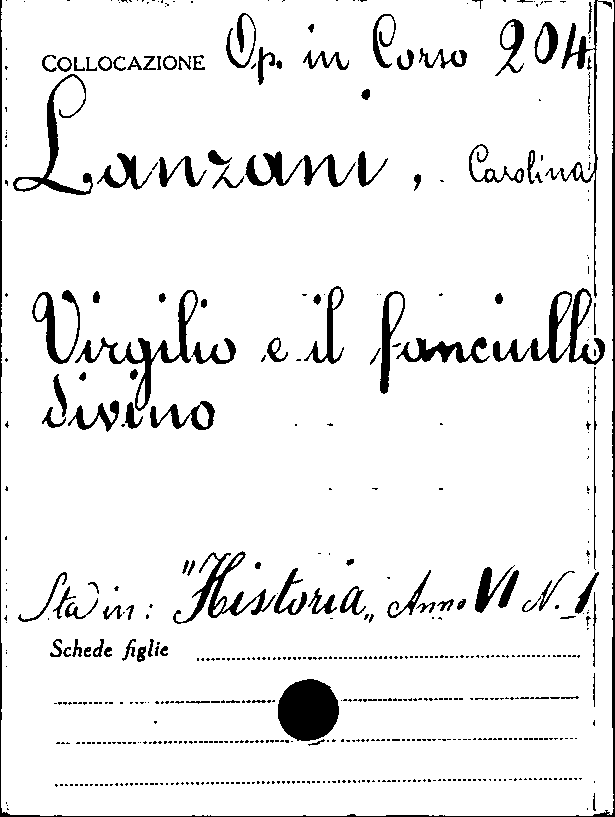 COLLOCAZIONE Op. in Corso 204
Lanzani, Carolina
Virgilio e il fanciullo
divino
Sta in: "Historia„ Anno VI N. 1
Schede figlie